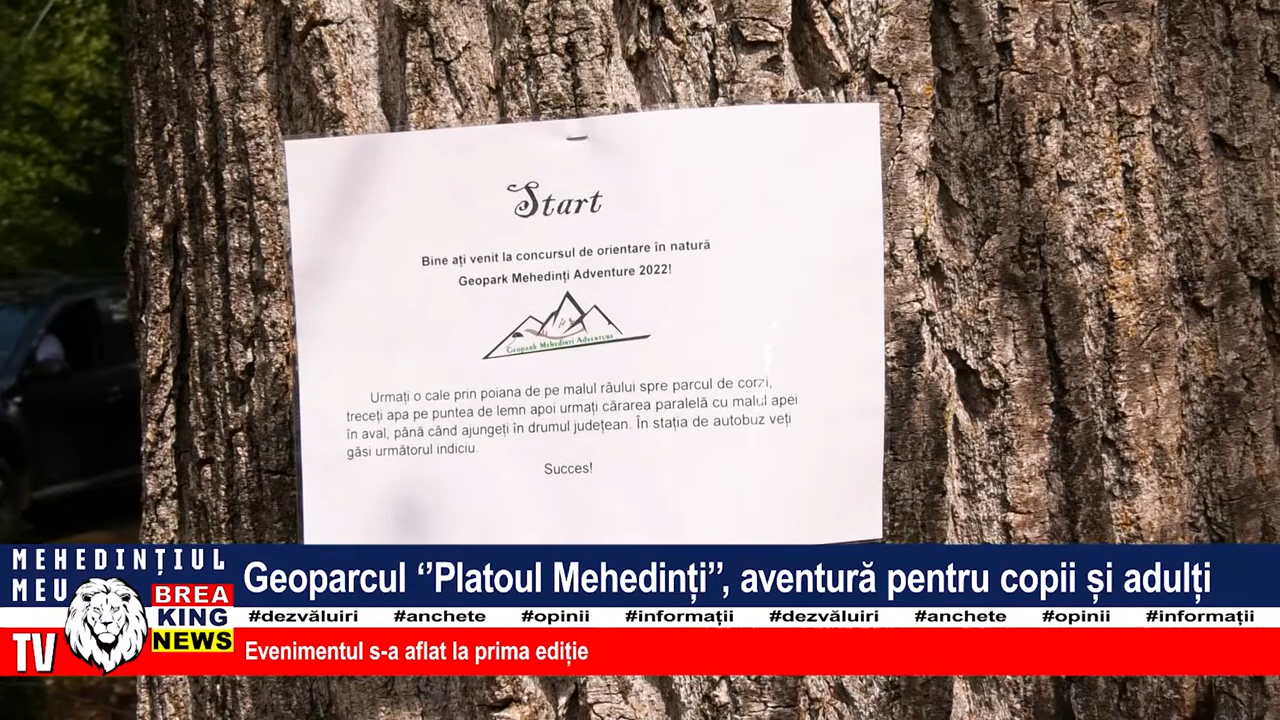 Start
Bine ați venit la concursul de orientare în natură
Geopark Mehedinți Adventure 2022!
Geopark Mehedinți Adventure
Urmați o cale prin poiana de pe malul râului spre parcul de corzi,
treceți apa pe puntea de lemn apoi urmați cărarea paralelă cu malul apei
în aval, până când ajungeți în drumul județean. În stația de autobuz veți
găsi următorul indiciu.
Succes!
MEHEDINȚIUL
MEU
TV
BREA
KING
NEWS
Geoparcul ‘’Platoul Mehedinți’’, aventură pentru copii și adulți
#dezvăluiri #anchete #opinii #informații #dezvăluiri #anchete #opinii #informații
Evenimentul s-a aflat la prima ediție